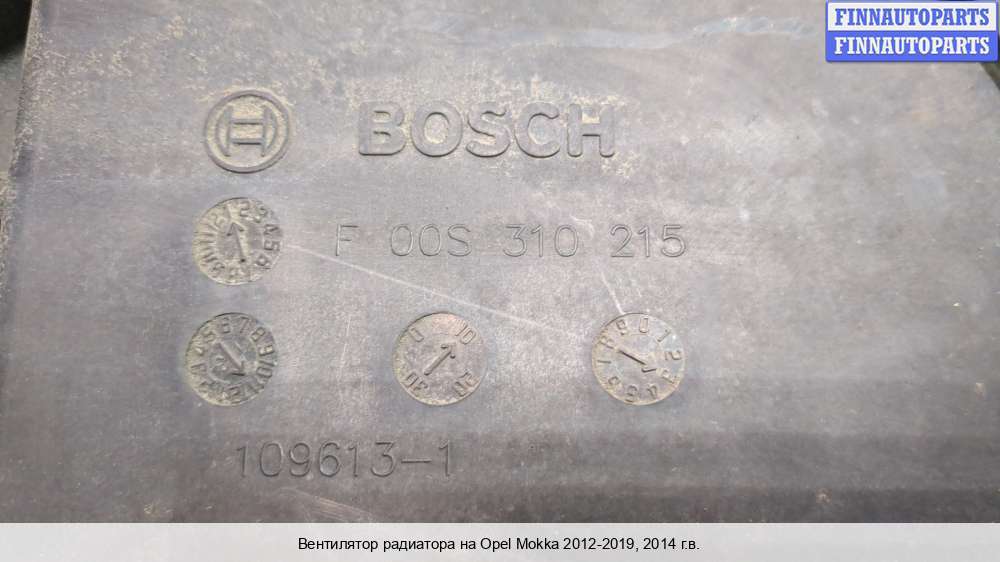 FINNAUTOPARTS
FINNAUTOPARTS
BOSCH
F 00S 310 215
109613-1
Вентилятор радиатора на Opel Mokka 2012-2019, 2014 г.в.